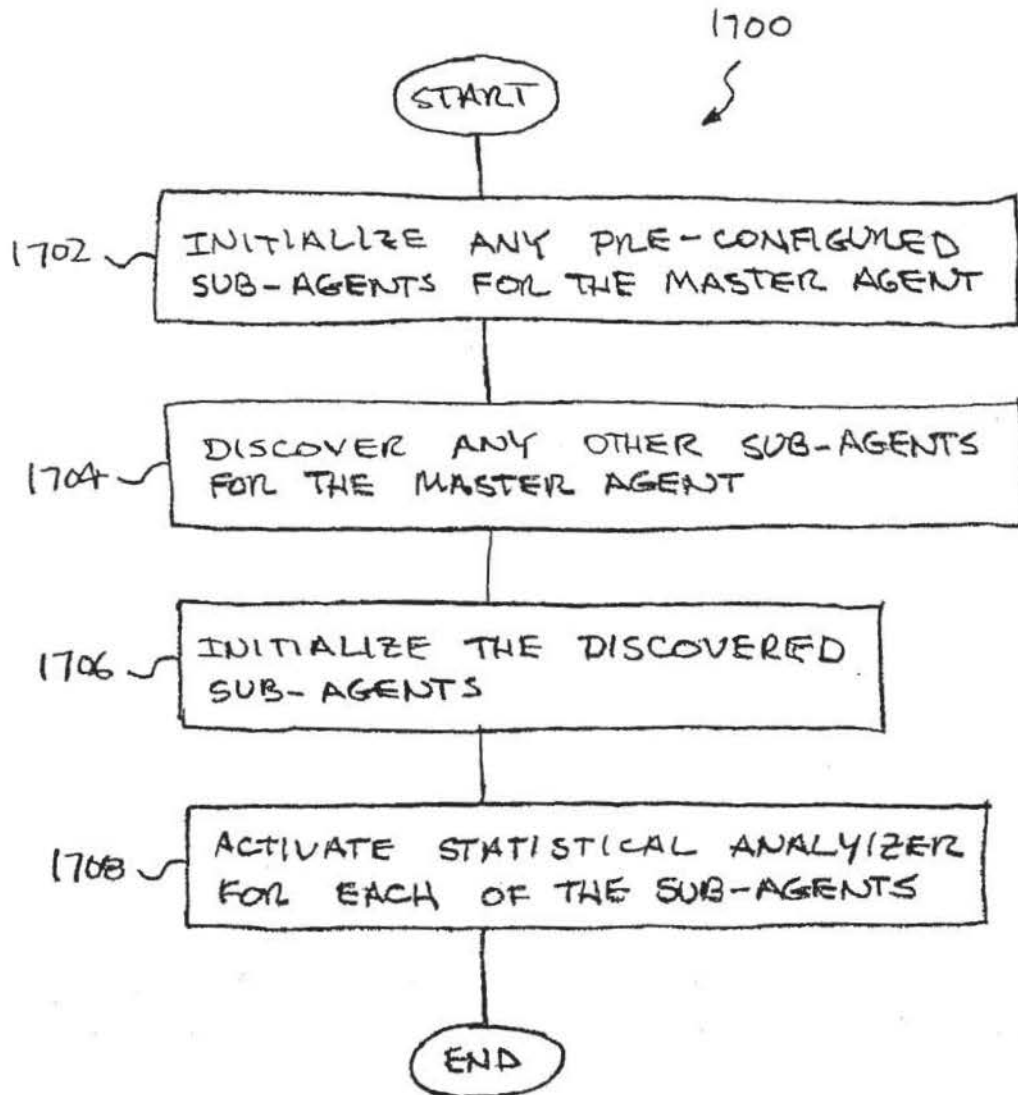 1700
START
1702
INITIALIZE ANY PRE-CONFIGURED
SUB-AGENTS FOR THE MASTER AGENT
1704
DISCOVER ANY OTHER SUB-AGENTS
FOR THE MASTER AGENT
1706
INITIALIZE THE DISCOVERED
SUB-AGENTS
1708
ACTIVATE STATISTICAL ANALYIZER
FOR EACH OF THE SUB-AGENTS
END